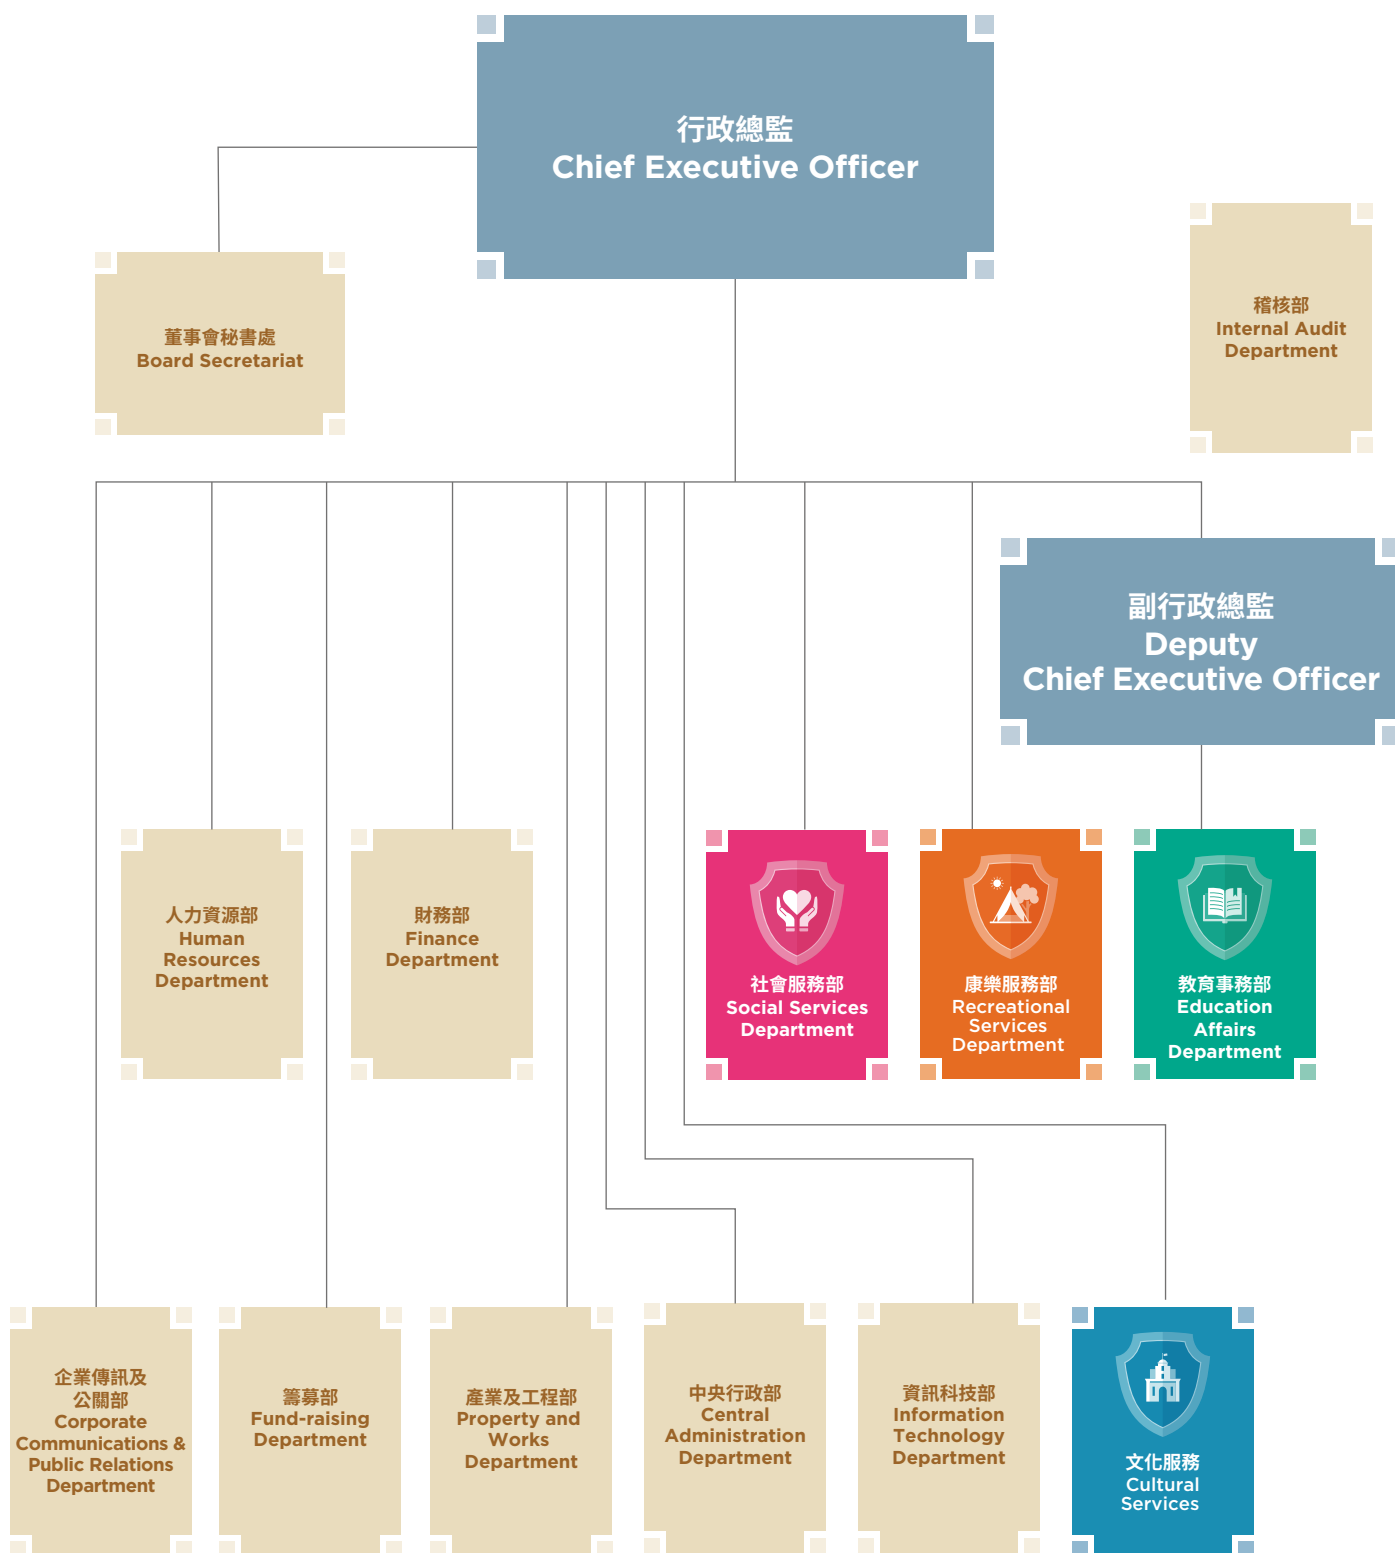 行政總監
Chief Executive Officer
董事會秘書處
Board Secretariat
稽核部
Internal Audit
Department
副行政總監
Deputy
Chief Executive Officer
人力資源部
Human
Resources
Department
財務部
Finance
Department
社會服務部
Social Services
Department
康樂服務部
Recreational
Services
Department
教育事務部
Education
Affairs
Department
企業傳訊及
公關部
Corporate
Communications &
Public Relations
Department
籌募部
Fund-raising
Department
產業及工程部
Property and
Works
Department
中央行政部
Central
Administration
Department
資訊科技部
Information
Technology
Department
文化服務
Cultural
Services